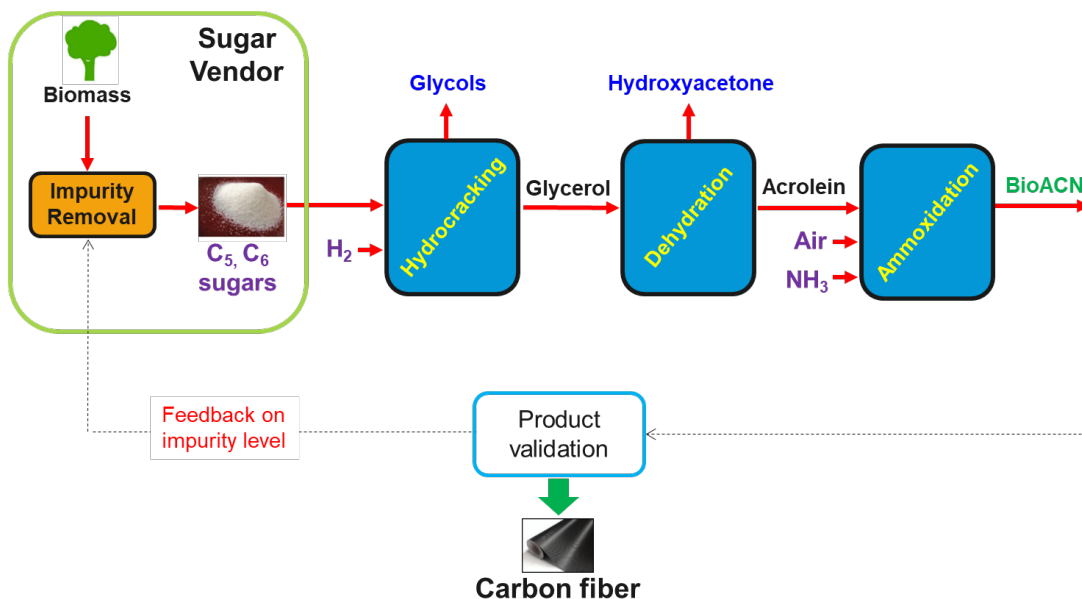 Sugar
Vendor
Biomass
Impurity
Removal
C₅, C₆
sugars
H₂
Glycols
Hydrocracking
Glycerol
Hydroxyacetone
Dehydration
Acrolein
Air
NH₃
Ammoxidation
BioACN
Feedback on
impurity level
Product
validation
Carbon fiber